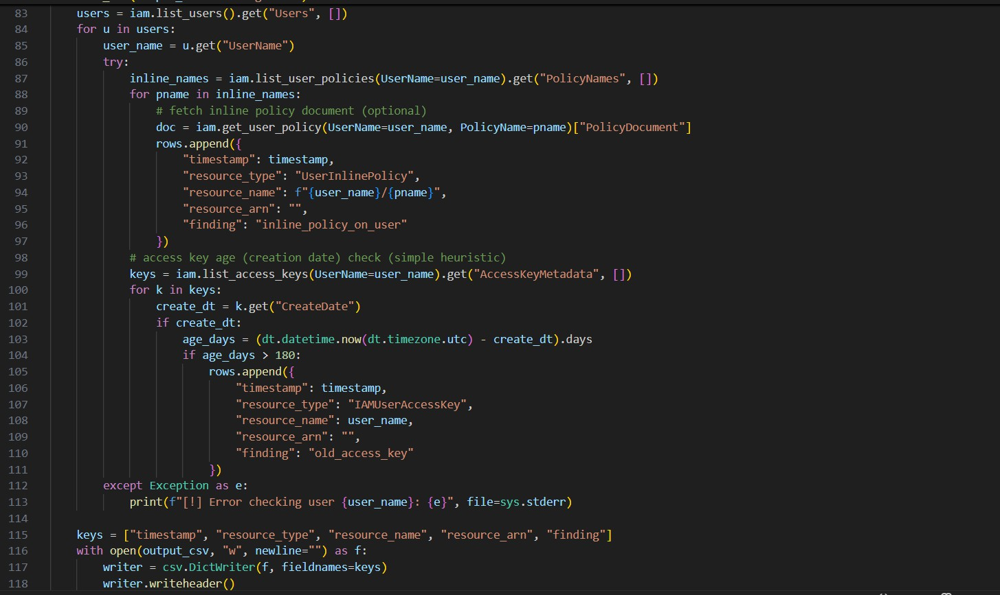 83 users = iam.list_users().get("Users", [])
84 for u in users:
85 user_name = u.get("UserName")
86 try:
87 inline_names = iam.list_user_policies(UserName=user_name).get("PolicyNames", [])
88 for pname in inline_names:
89 # fetch inline policy document (optional)
90 doc = iam.get_user_policy(UserName=user_name, PolicyName=pname)["PolicyDocument"]
91 rows.append({
92 "timestamp": timestamp,
93 "resource_type": "UserInlinePolicy",
94 "resource_name": f"{user_name}/{pname}",
95 "resource_arn": "",
96 "finding": "inline_policy_on_user"
97 })
98 # access key age (creation date) check (simple heuristic)
99 keys = iam.list_access_keys(UserName=user_name).get("AccessKeyMetadata", [])
100 for k in keys:
101 create_dt = k.get("CreateDate")
102 if create_dt:
103 age_days = (dt.datetime.now(dt.timezone.utc) - create_dt).days
104 if age_days > 180:
105 rows.append({
106 "timestamp": timestamp,
107 "resource_type": "IAMUserAccessKey",
108 "resource_name": user_name,
109 "resource_arn": "",
110 "finding": "old_access_key"
111 })
112 except Exception as e:
113 print(f"[!] Error checking user {user_name}: {e}", file=sys.stderr)
114
115 keys = ["timestamp", "resource_type", "resource_name", "resource_arn", "finding"]
116 with open(output_csv, "w", newline="") as f:
117 writer = csv.DictWriter(f, fieldnames=keys)
118 writer.writeheader()